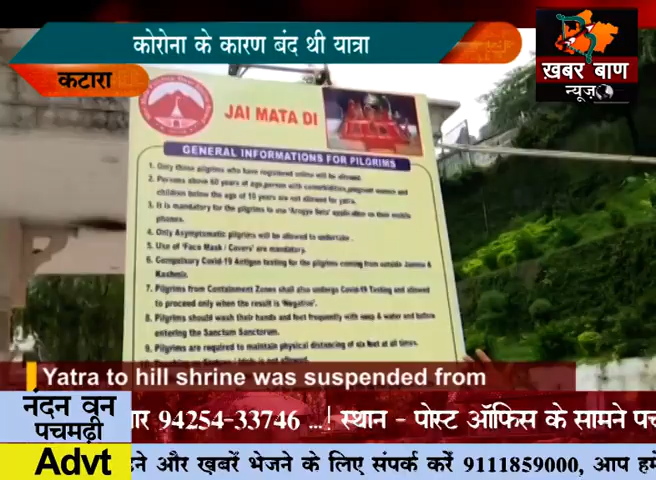 कोरोना के कारण बंद थी यात्रा
कटारा
ख़बर बाण
न्यूज़
JAI MATA DI
GENERAL INFORMATIONS FOR PILGRIMS
1. Only those pilgrims who have registered online will be allowed.
2. Persons above 60 years of age, person with comorbidities, pregnant women and
children below the age of 10 years are not allowed for yatra.
3. It is mandatory for the pilgrims to use 'Arogya Setu' application on their mobile
phones.
4. Only Asymptomatic pilgrims will be allowed to undertake .
5. Use of 'Face Mask / Covers' are mandatory.
6. Compulsory Covid-19 Antigen testing for the pilgrims coming from outside Jammu &
Kashmir.
7. Pilgrims from Containment Zones shall also undergo Covid-19 Testing and allowed
to proceed only when the result is 'Negative'.
8. Pilgrims should wash their hands and feet frequently with soap & water and before
entering the Sanctum Sanctorum.
9. Pilgrims are required to maintain physical distancing of six feet at all times.
Yatra to hill shrine was suspended from
नंदन वन
पचमढ़ी
ार 94254-33746 ...! स्थान - पोस्ट ऑफिस के सामने पच
Advt
ने और ख़बरें भेजने के लिए संपर्क करें 9111859000, आप हमे